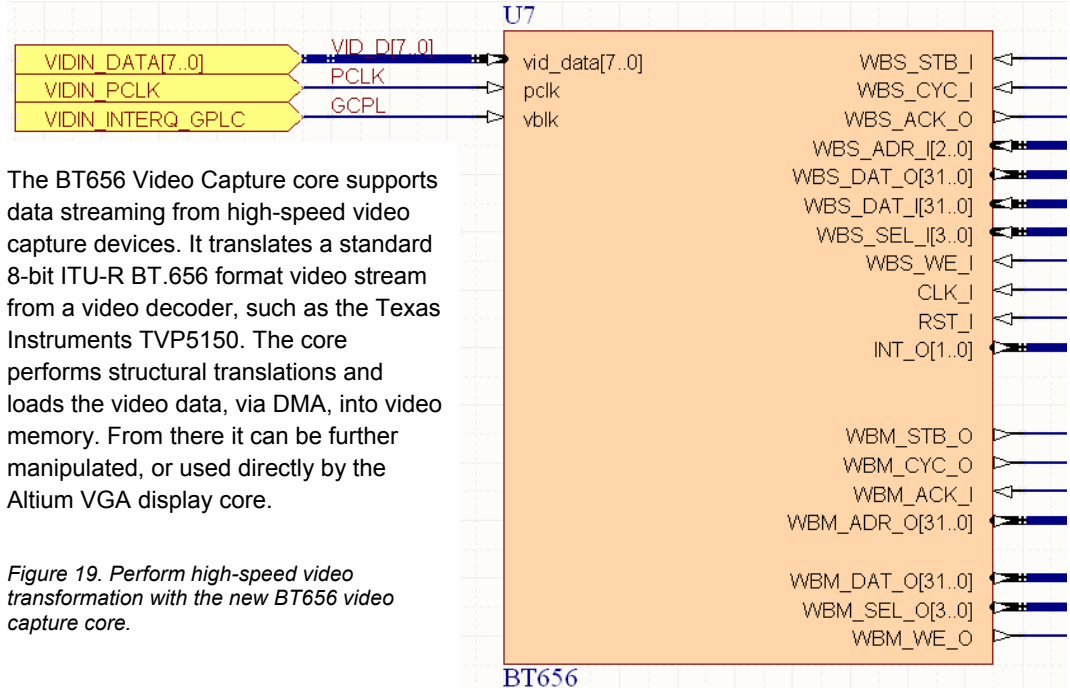 U7
VIDIN_DATA[7..0]
VID_D[7..0]
vid_data[7..0]
VIDIN_PCLK
PCLK
pclk
VIDIN_INTERQ_GPLC
GCPL
vblk
WBS_STB_I
WBS_CYC_I
WBS_ACK_O
WBS_ADR_I[2..0]
WBS_DAT_O[31..0]
WBS_DAT_I[31..0]
WBS_SEL_I[3..0]
WBS_WE_I
CLK_I
RST_I
INT_O[1..0]
WBM_STB_O
WBM_CYC_O
WBM_ACK_I
WBM_ADR_O[31..0]
WBM_DAT_O[31..0]
WBM_SEL_O[3..0]
WBM_WE_O
BT656
The BT656 Video Capture core supports
data streaming from high-speed video
capture devices. It translates a standard
8-bit ITU-R BT.656 format video stream
from a video decoder, such as the Texas
Instruments TVP5150. The core
performs structural translations and
loads the video data, via DMA, into video
memory. From there it can be further
manipulated, or used directly by the
Altium VGA display core.
Figure 19. Perform high-speed video
transformation with the new BT656 video
capture core.